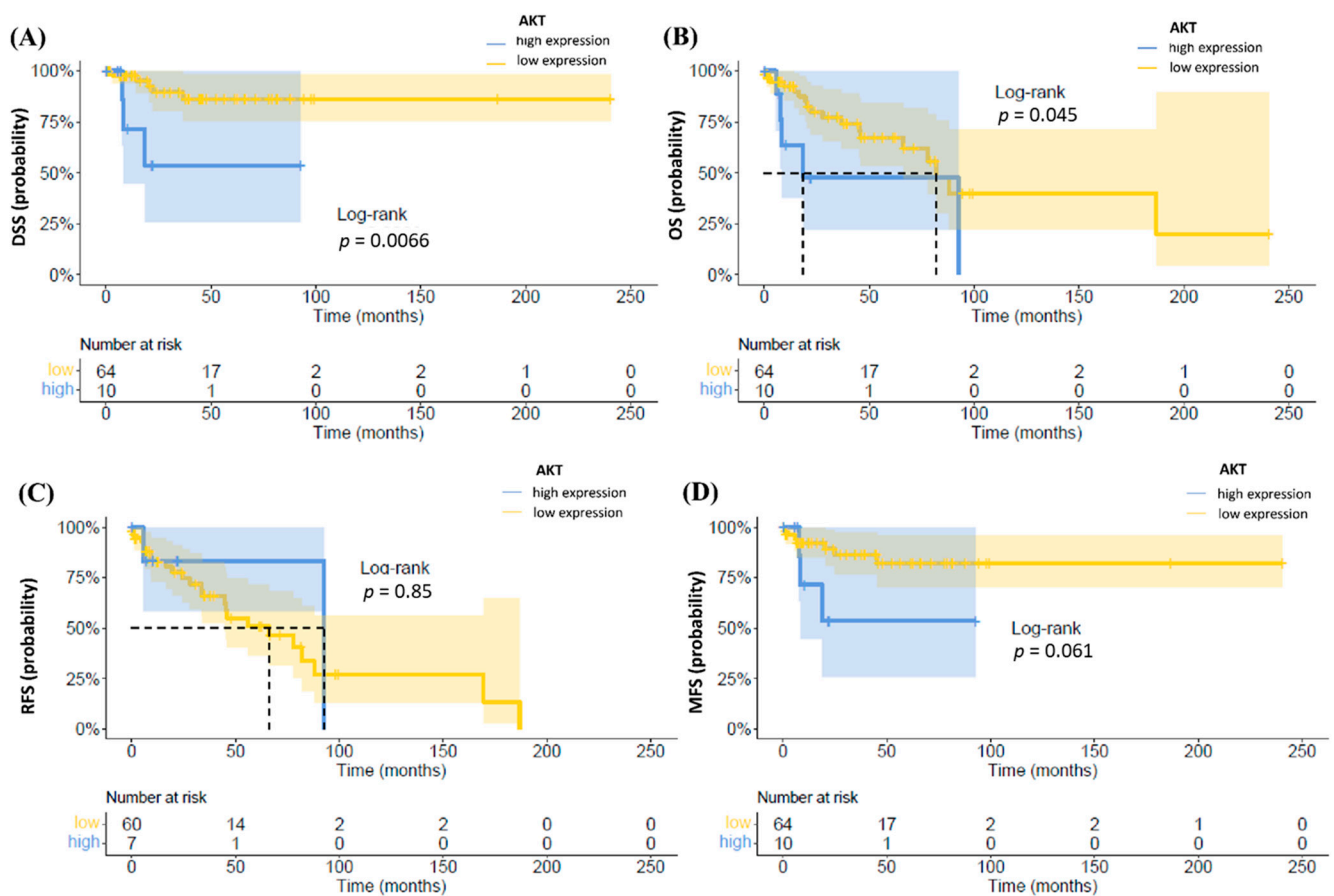 (A)
AKT
high expression
low expression
DSS (probability)
100%
75%
50%
25%
0%
Log-rank
p = 0.0066
0 50 100 150 200 250
Time (months)
Number at risk
low 64 17 2 2 1 0
high 10 1 0 0 0 0
0 50 100 150 200 250
Time (months)
(B)
AKT
high expression
low expression
OS (probability)
100%
75%
50%
25%
0%
Log-rank
p = 0.045
0 50 100 150 200 250
Time (months)
Number at risk
low 64 17 2 2 1 0
high 10 1 0 0 0 0
0 50 100 150 200 250
Time (months)
(C)
AKT
high expression
low expression
RFS (probability)
100%
75%
50%
25%
0%
Log-rank
p = 0.85
0 50 100 150 200 250
Time (months)
Number at risk
low 60 14 2 2 0 0
high 7 1 0 0 0 0
0 50 100 150 200 250
Time (months)
(D)
AKT
high expression
low expression
MFS (probability)
100%
75%
50%
25%
0%
Log-rank
p = 0.061
0 50 100 150 200 250
Time (months)
Number at risk
low 64 17 2 2 1 0
high 10 1 0 0 0 0
0 50 100 150 200 250
Time (months)